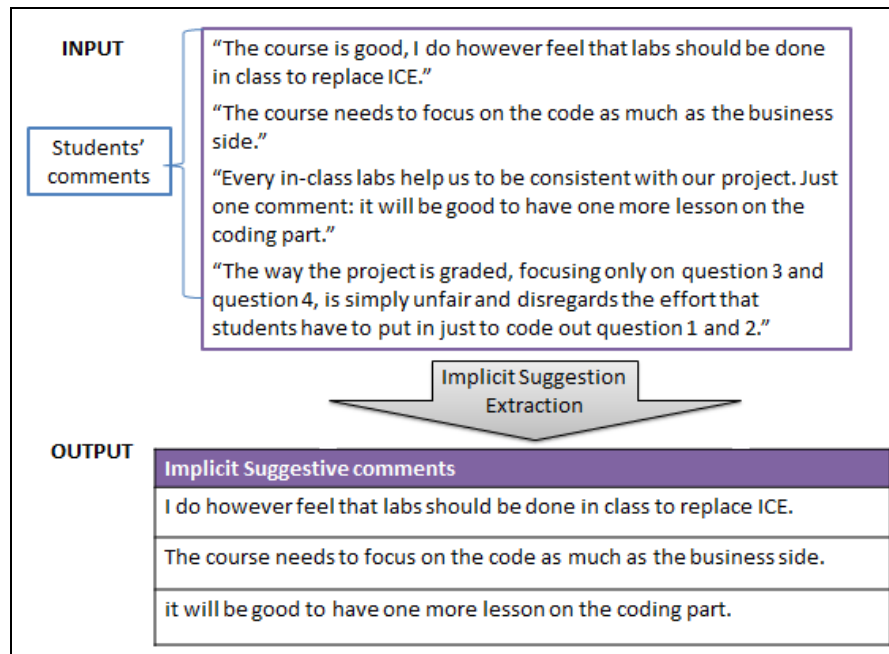 INPUT
“The course is good, I do however feel that labs should be done
in class to replace ICE.”
“The course needs to focus on the code as much as the business
side.”
Students’
comments
“Every in-class labs help us to be consistent with our project. Just
one comment: it will be good to have one more lesson on the
coding part.”
“The way the project is graded, focusing only on question 3 and
question 4, is simply unfair and disregards the effort that
students have to put in just to code out question 1 and 2.”
Implicit Suggestion
Extraction
OUTPUT
Implicit Suggestive comments
I do however feel that labs should be done in class to replace ICE.
The course needs to focus on the code as much as the business side.
it will be good to have one more lesson on the coding part.